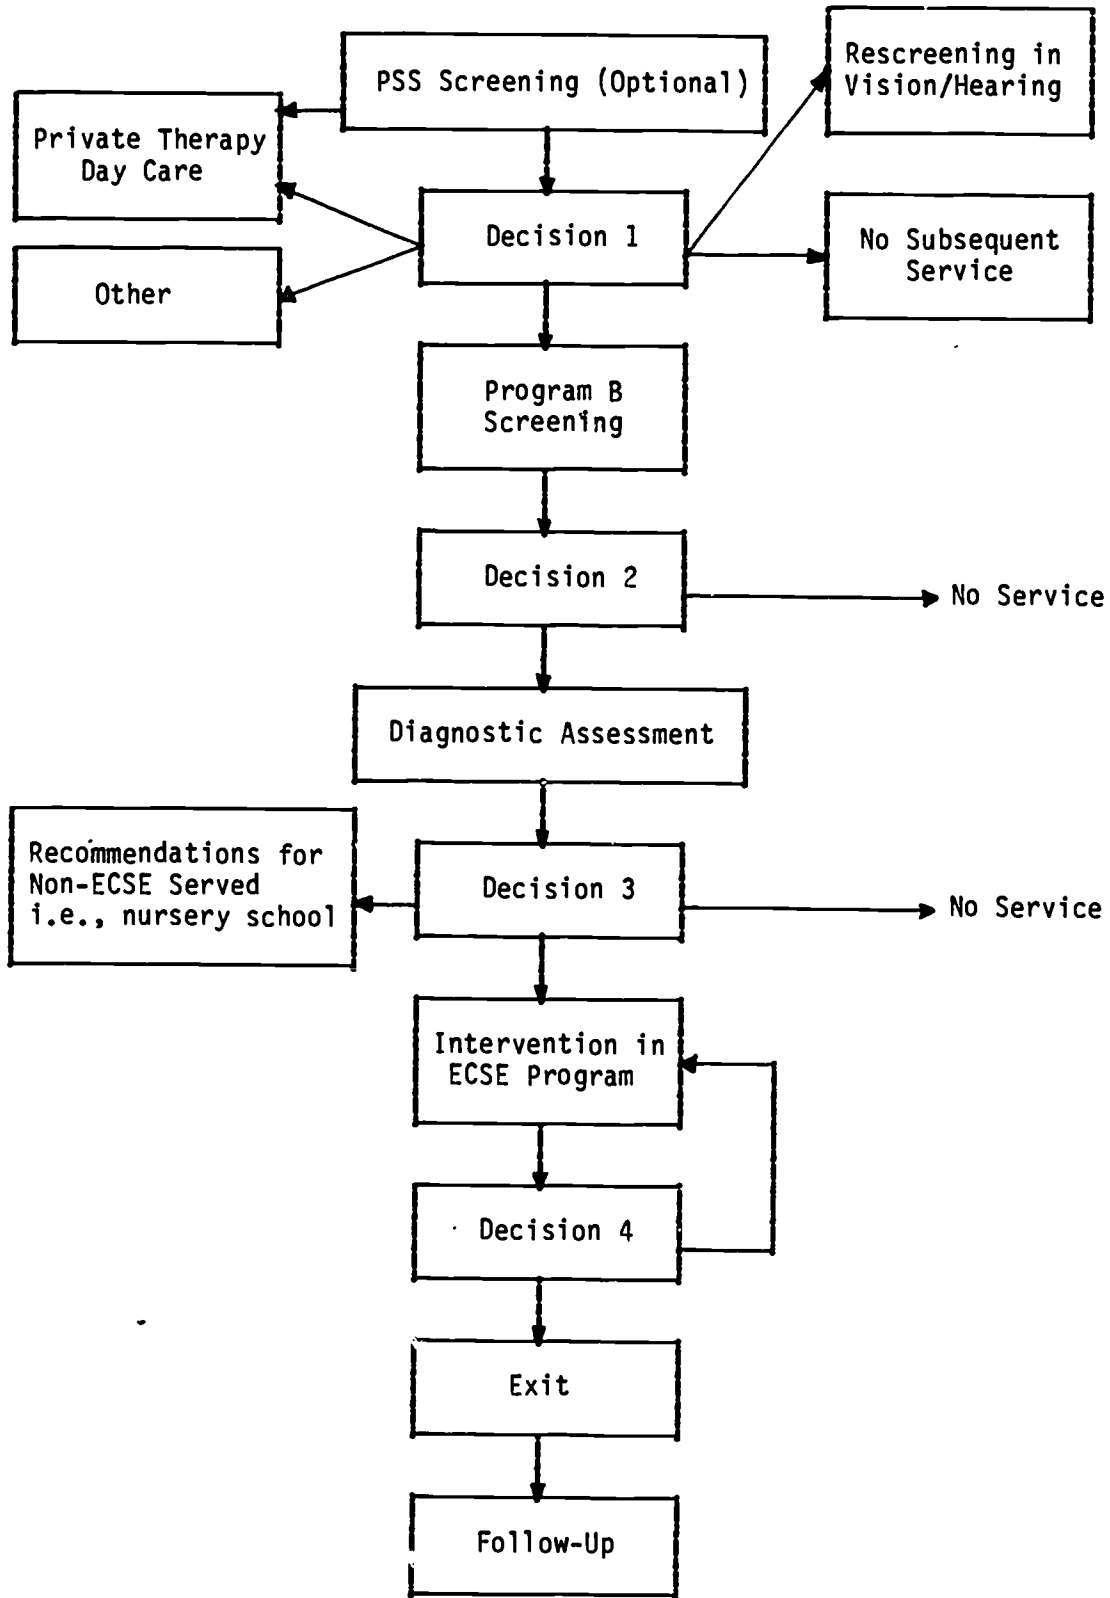 PSS Screening (Optional)
Rescreening in
Vision/Hearing
Private Therapy
Day Care
Decision 1
No Subsequent
Service
Other
Program B
Screening
Decision 2
No Service
Diagnostic Assessment
Recommendations for
Non-ECSE Served
i.e., nursery school
Decision 3
No Service
Intervention in
ECSE Program
Decision 4
Exit
Follow-Up